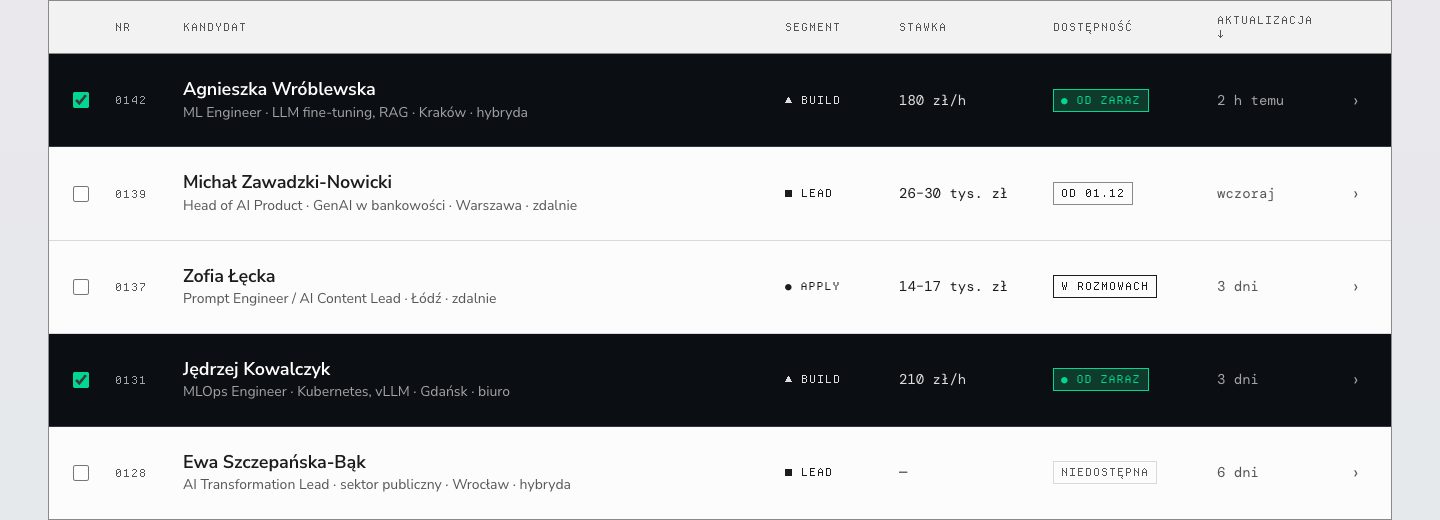 NR KANDYDAT SEGMENT STAWKA DOSTĘPNOŚĆ AKTUALIZACJA ↓
0142 Agnieszka Wróblewska ▲ BUILD 180 zł/h ● OD ZARAZ 2 h temu ›
ML Engineer · LLM fine-tuning, RAG · Kraków · hybryda
0139 Michał Zawadzki-Nowicki ■ LEAD 26–30 tys. zł OD 01.12 wczoraj ›
Head of AI Product · GenAI w bankowości · Warszawa · zdalnie
0137 Zofia Łęcka ● APPLY 14–17 tys. zł W ROZMOWACH 3 dni ›
Prompt Engineer / AI Content Lead · Łódź · zdalnie
0131 Jędrzej Kowalczyk ▲ BUILD 210 zł/h ● OD ZARAZ 3 dni ›
MLOps Engineer · Kubernetes, vLLM · Gdańsk · biuro
0128 Ewa Szczepańska-Bąk ■ LEAD — NIEDOSTĘPNA 6 dni ›
AI Transformation Lead · sektor publiczny · Wrocław · hybryda